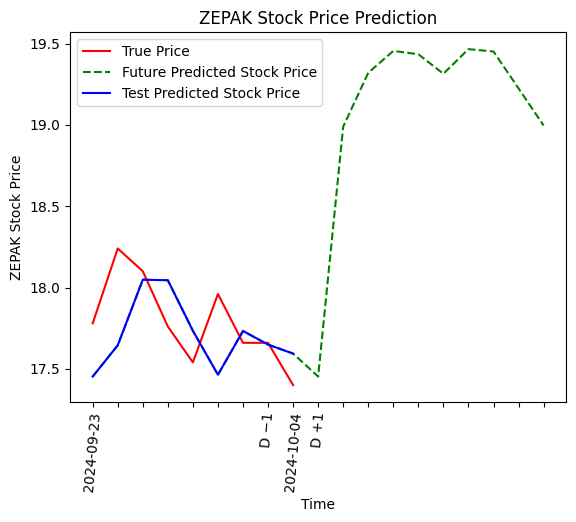 ZEPAK Stock Price Prediction
True Price
Future Predicted Stock Price
Test Predicted Stock Price
ZEPAK Stock Price
19.5
19.0
18.5
18.0
17.5
2024-09-23
D −1
2024-10-04
D +1
Time